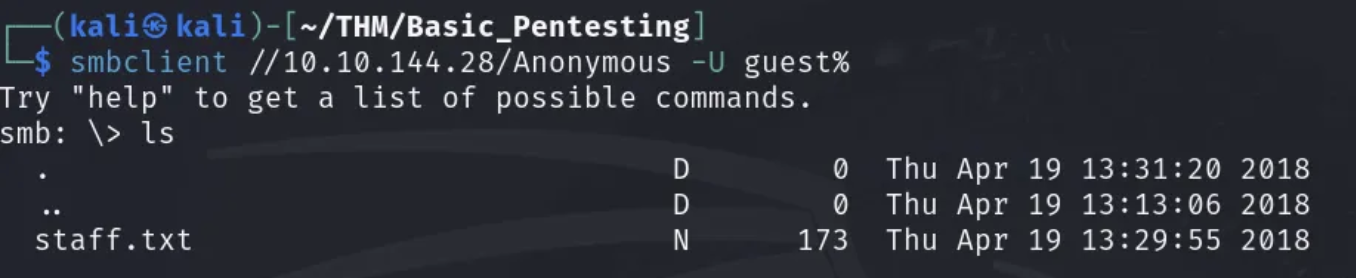 ┌──(kali㉿kali)-[~/THM/Basic_Pentesting]
└─$ smbclient //10.10.144.28/Anonymous -U guest%
Try "help" to get a list of possible commands.
smb: \> ls
  .                                   D        0  Thu Apr 19 13:31:20 2018
  ..                                  D        0  Thu Apr 19 13:13:06 2018
  staff.txt                           N      173  Thu Apr 19 13:29:55 2018